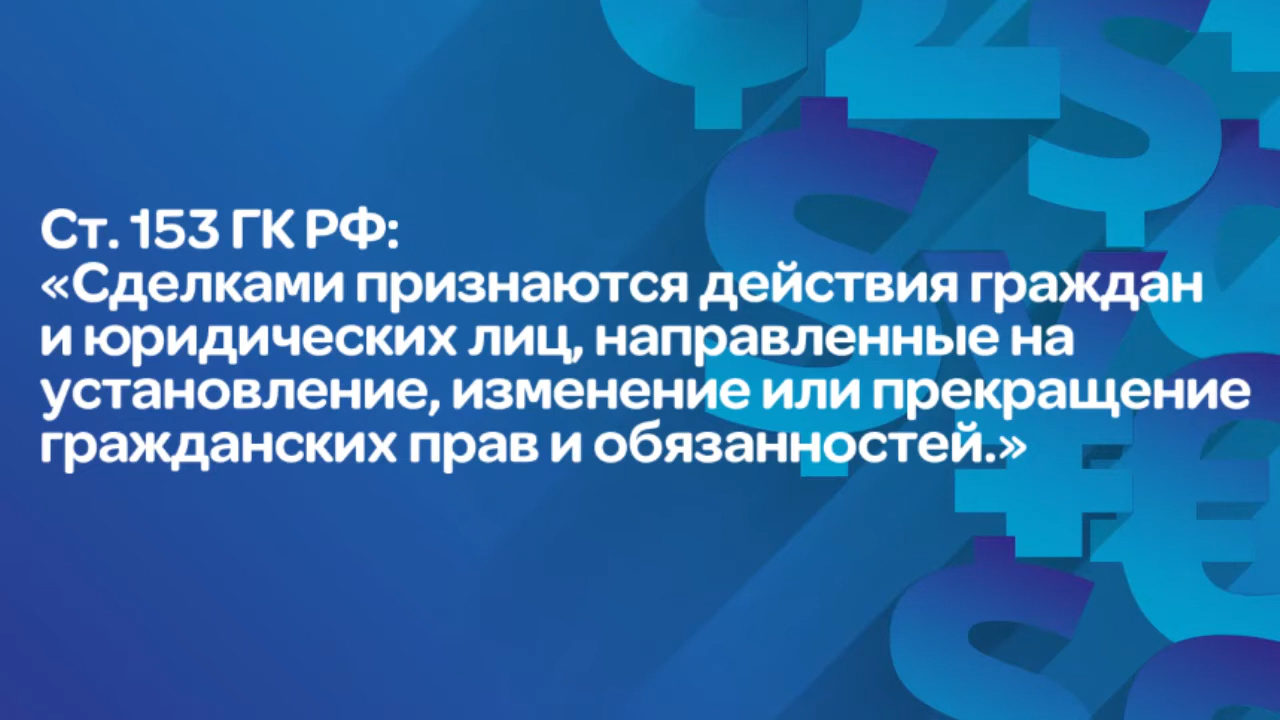 Ст. 153 ГК РФ:
«Сделками признаются действия граждан
и юридических лиц, направленные на
установление, изменение или прекращение
гражданских прав и обязанностей.»